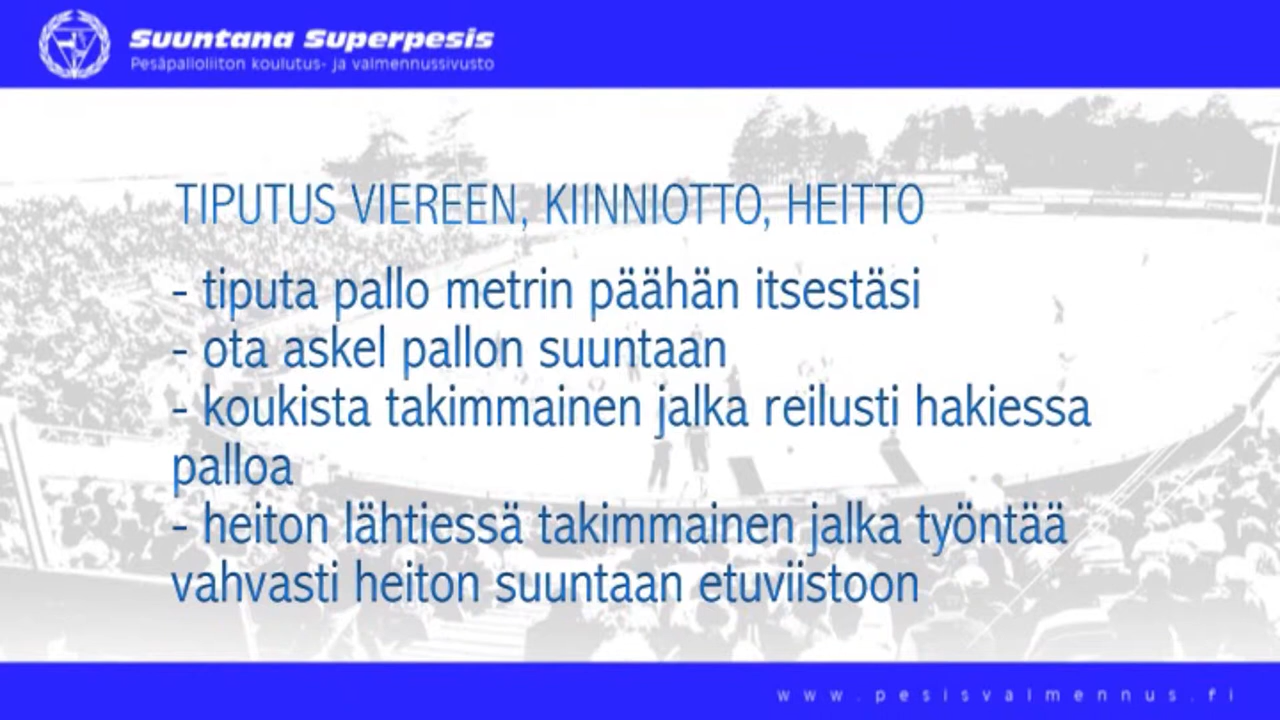 Suuntana Superpesis
Pesäpalloliiton koulutus- ja valmennussivusto
TIPUTUS VIEREEN, KIINNIOTTO, HEITTO
- tiputa pallo metrin päähän itsestäsi
- ota askel pallon suuntaan
- koukista takimmainen jalka reilusti hakiessa
palloa
- heiton lähtiessä takimmainen jalka työntää
vahvasti heiton suuntaan etuviistoon
www.pesisvalmennus.fi